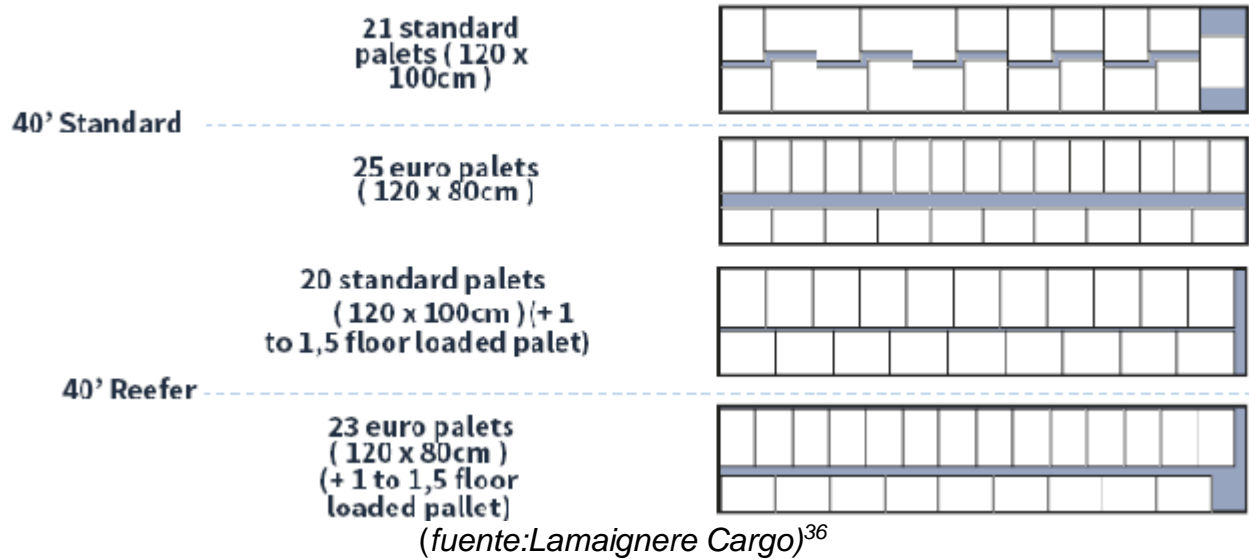 21 standard
palets ( 120 x
100cm )
40’ Standard
25 euro palets
( 120 x 80cm )
20 standard palets
( 120 x 100cm )(+ 1
to 1,5 floor loaded palet)
40’ Reefer
23 euro palets
( 120 x 80cm )
(+ 1 to 1,5 floor
loaded pallet)
(fuente:Lamaignere Cargo)36